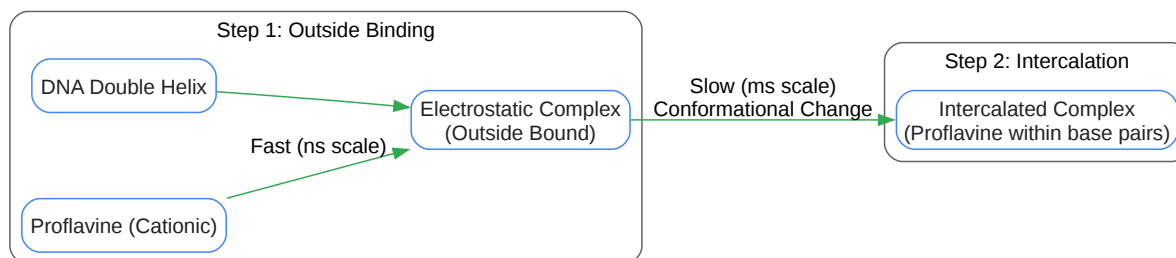 Step 1: Outside Binding
DNA Double Helix
Electrostatic Complex
(Outside Bound)
Fast (ns scale)
Proflavine (Cationic)
Slow (ms scale)
Conformational Change
Step 2: Intercalation
Intercalated Complex
(Proflavine within base pairs)